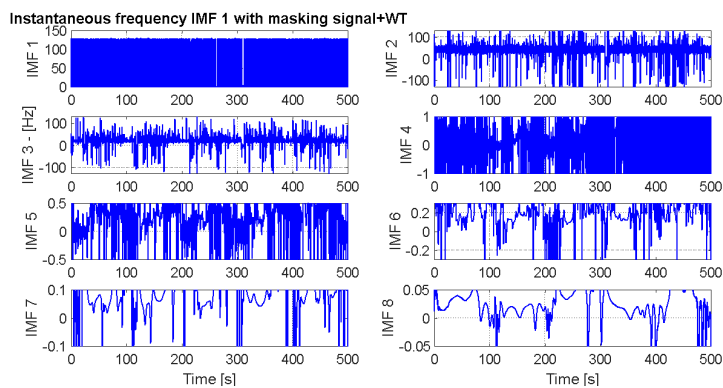 Instantaneous frequency IMF 1 with masking signal+WT
IMF 1
150
100
50
0
0 100 200 300 400 500
IMF 2
100
0
-100
0 100 200 300 400 500
IMF 3 - [Hz]
100
0
-100
0 100 200 300 400 500
IMF 4
1
0
-1
0 100 200 300 400 500
IMF 5
0.5
0
-0.5
0 100 200 300 400 500
IMF 6
0.2
0
-0.2
0 100 200 300 400 500
IMF 7
0.1
0
-0.1
0 100 200 300 400 500
Time [s]
IMF 8
0.05
0
-0.05
0 100 200 300 400 500
Time [s]